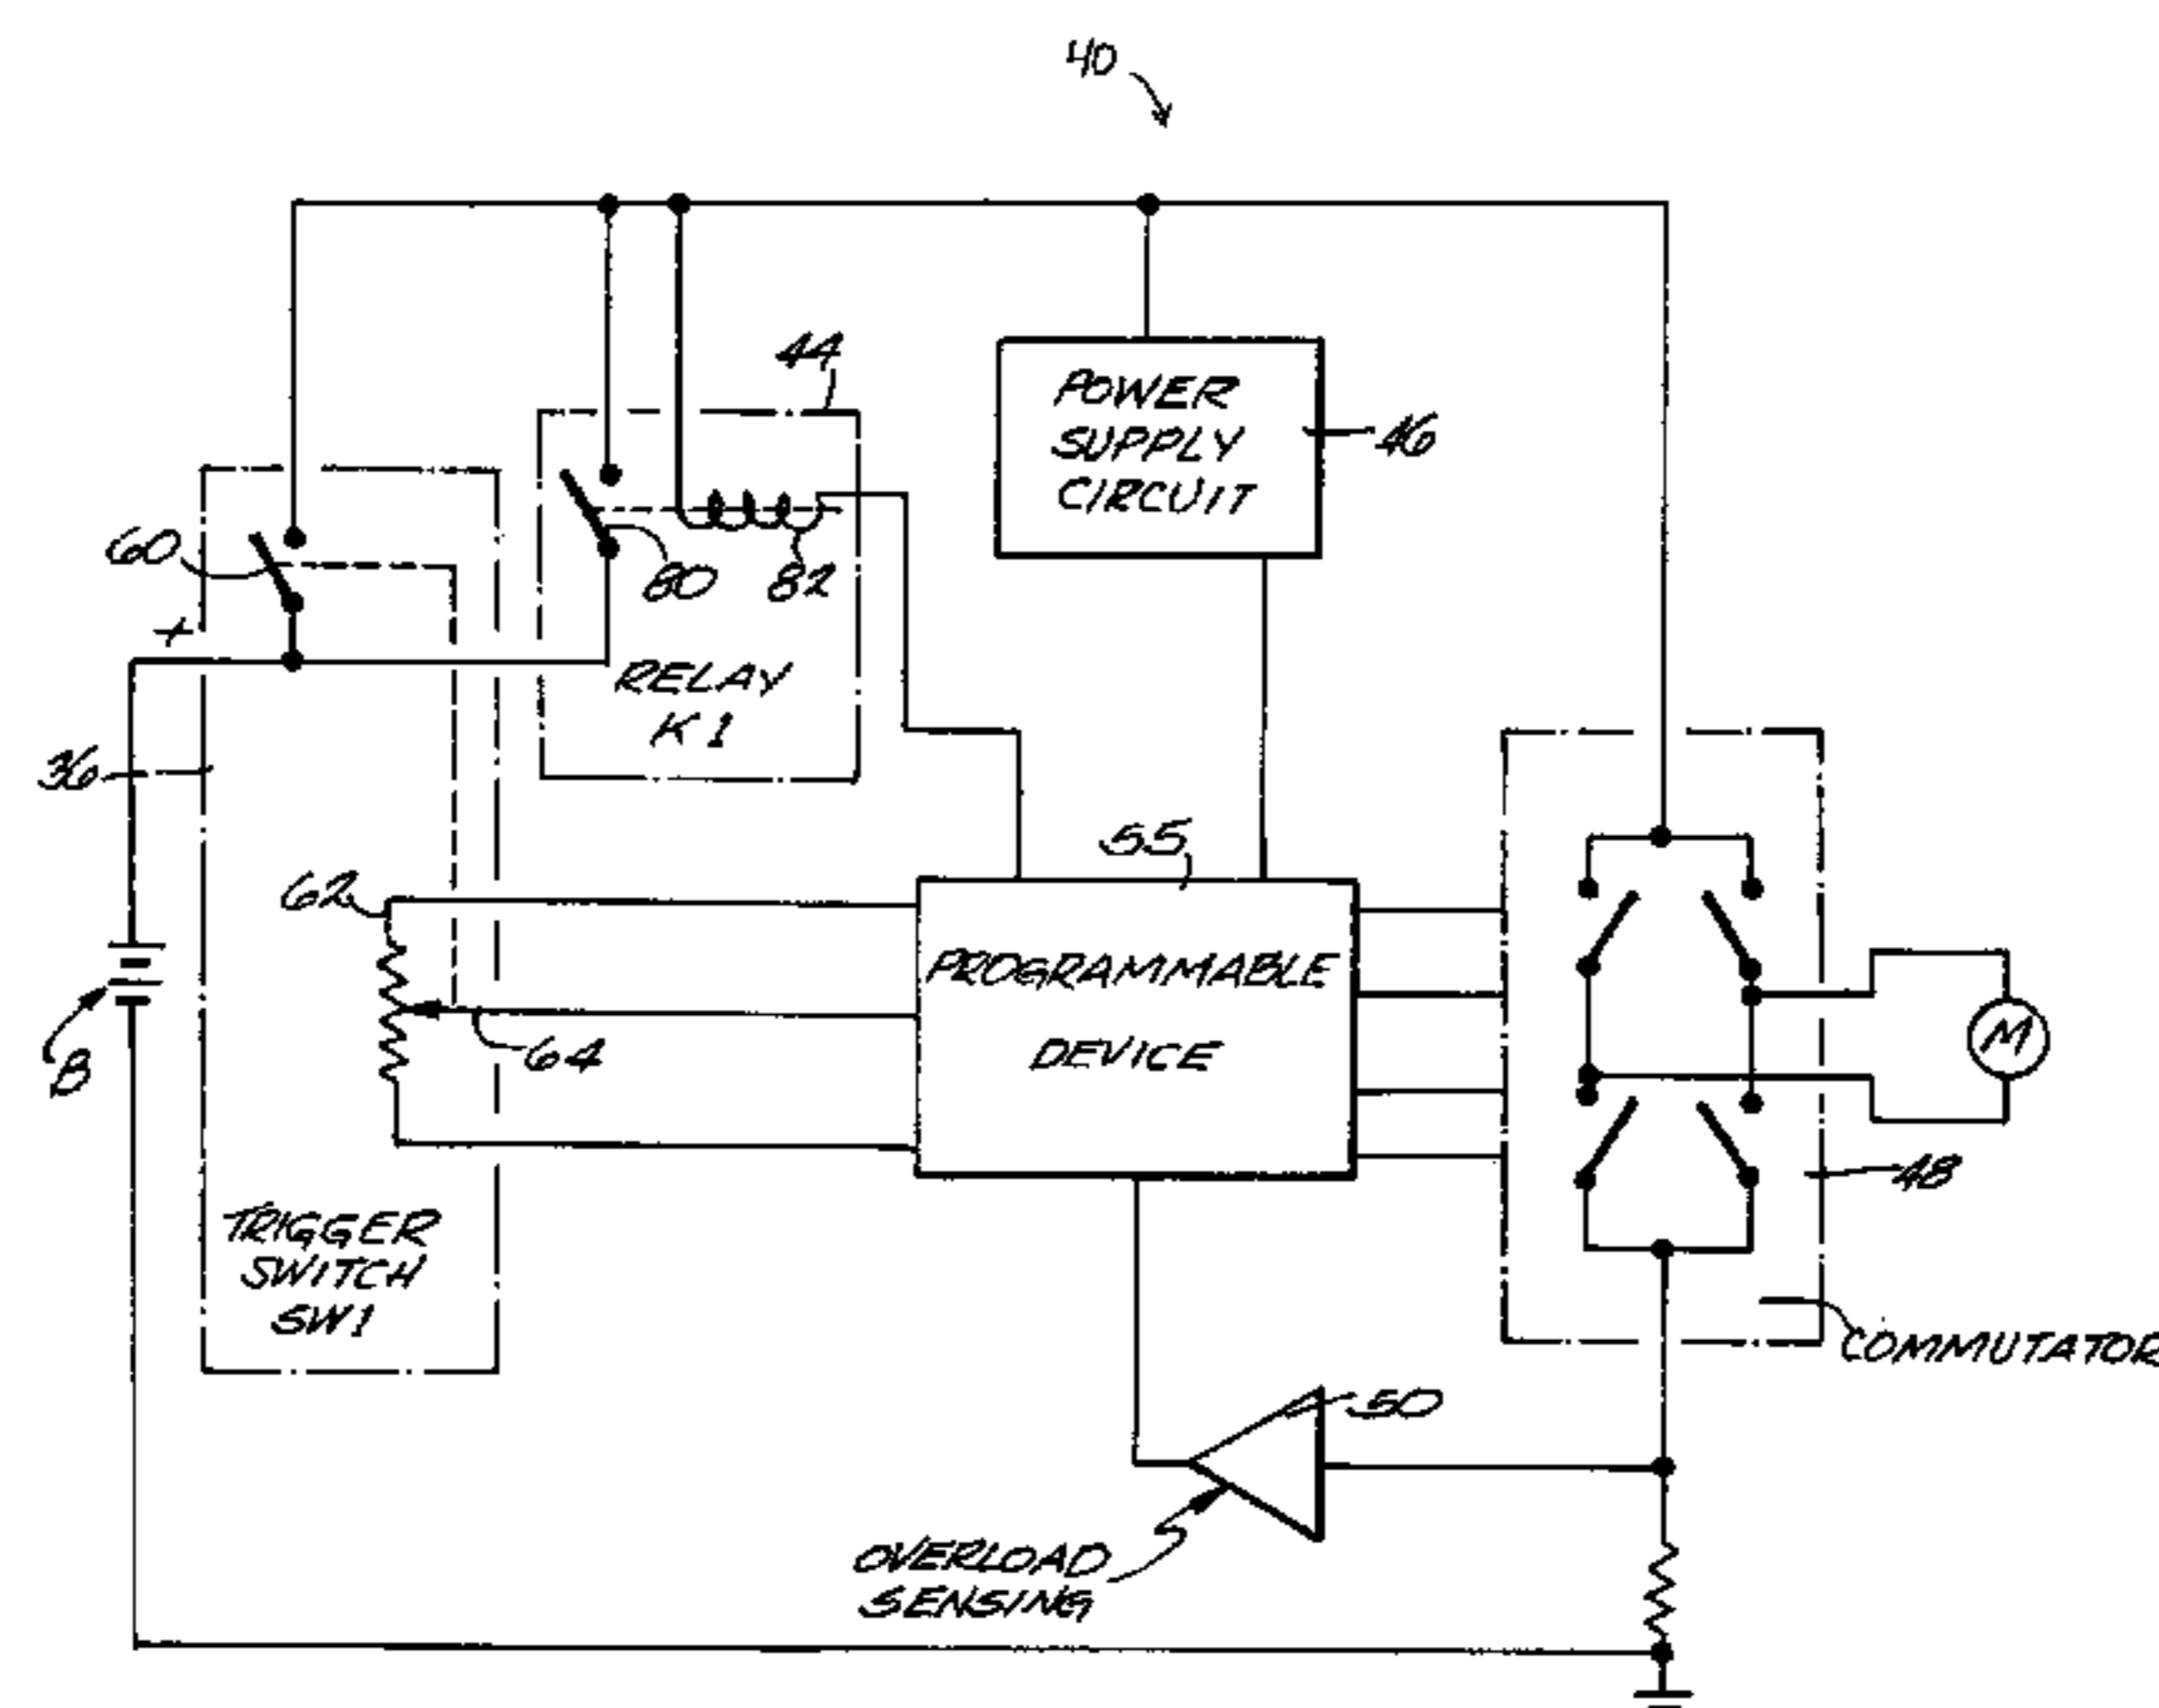 40
44
POWER
SUPPLY
CIRCUIT
46
60
80
82
+
RELAY
K1
36
55
62
PROGRAMMABLE
DEVICE
64
B
M
48
TRIGGER
SWITCH
SW1
COMMUTATOR
50
OVERLOAD
SENSING